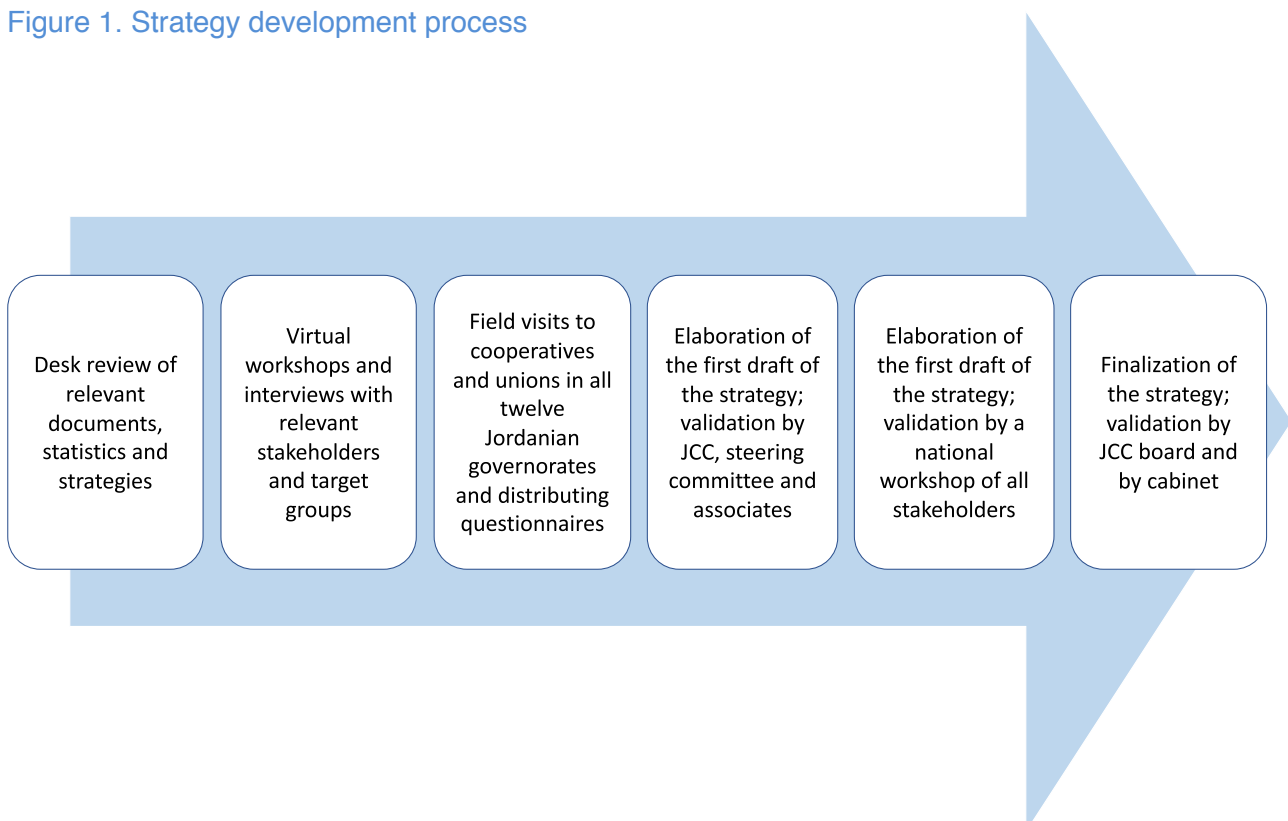 Figure 1. Strategy development process
Desk review of
relevant
documents,
statistics and
strategies
Virtual
workshops and
interviews with
relevant
stakeholders
and target
groups
Field visits to
cooperatives
and unions in all
twelve
Jordanian
governorates
and distributing
questionnaires
Elaboration of
the first draft of
the strategy;
validation by
JCC, steering
committee and
associates
Elaboration of
the first draft of
the strategy;
validation by a
national
workshop of all
stakeholders
Finalization of
the strategy;
validation by
JCC board and
by cabinet